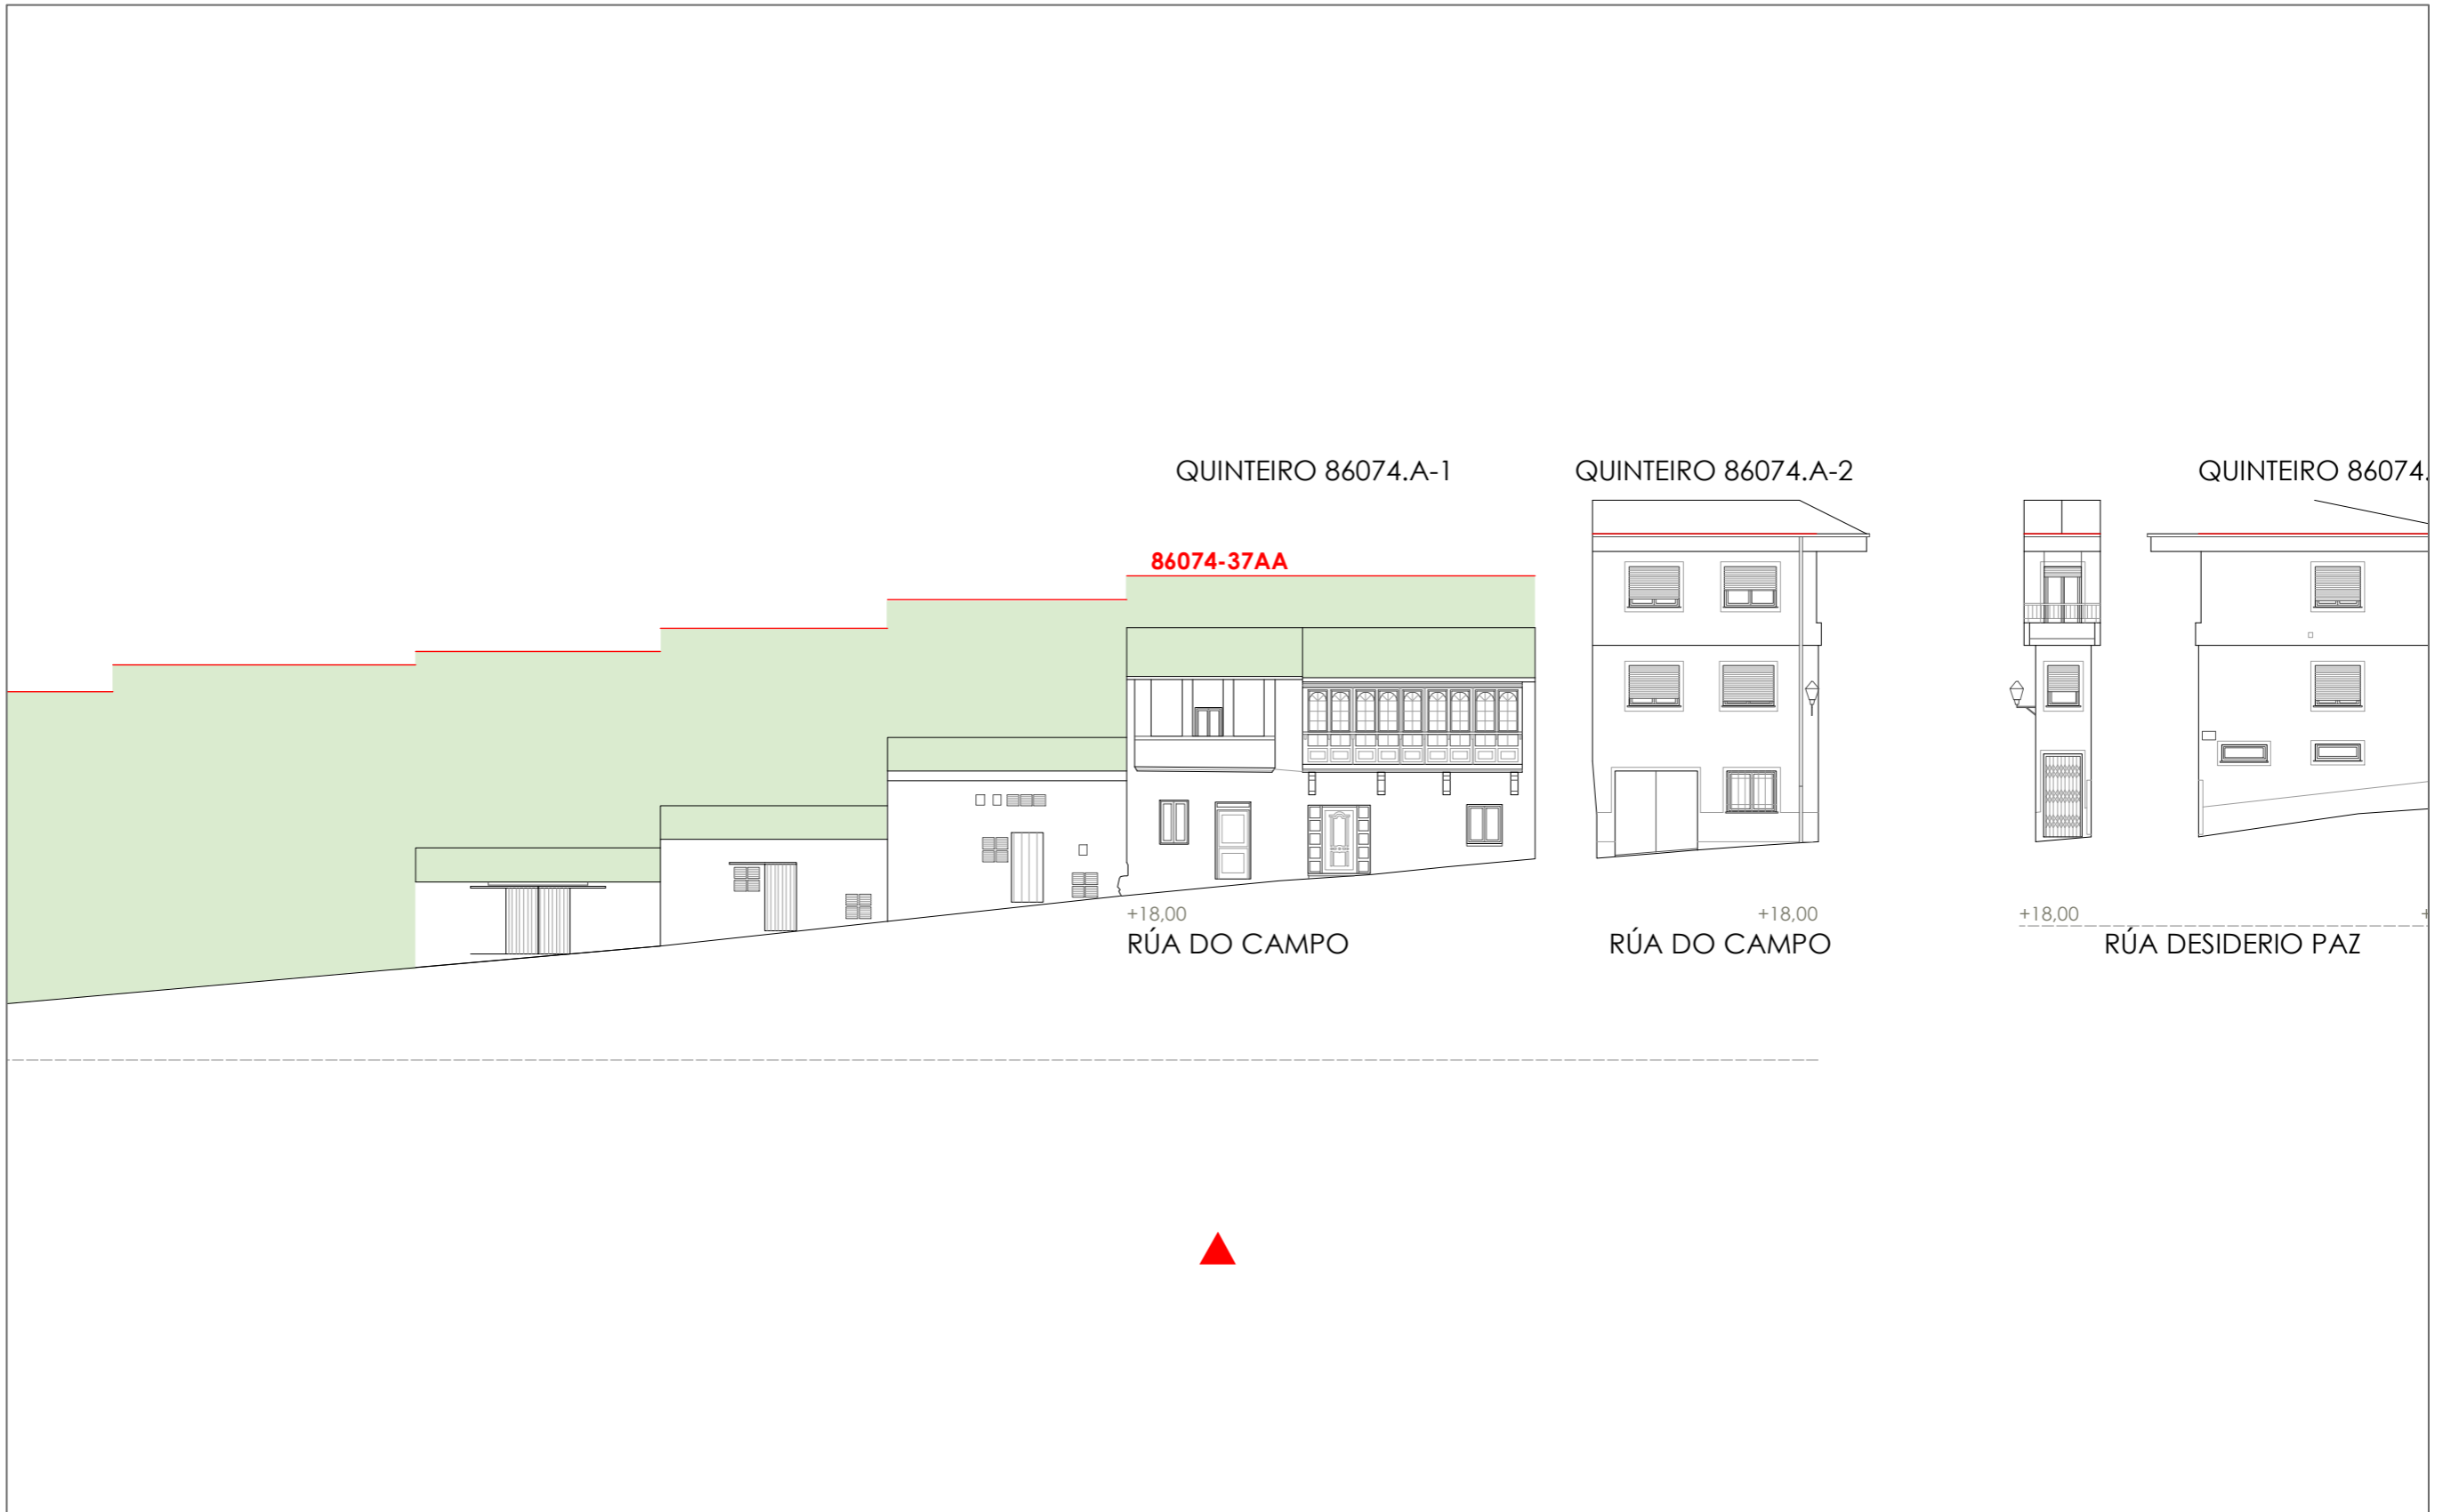 QUINTEIRO 86074.A-1
QUINTEIRO 86074.A-2
QUINTEIRO 86074.
86074-37AA
+18,00
+18,00
+18,00
RÚA DO CAMPO
RÚA DO CAMPO
RÚA DESIDERIO PAZ